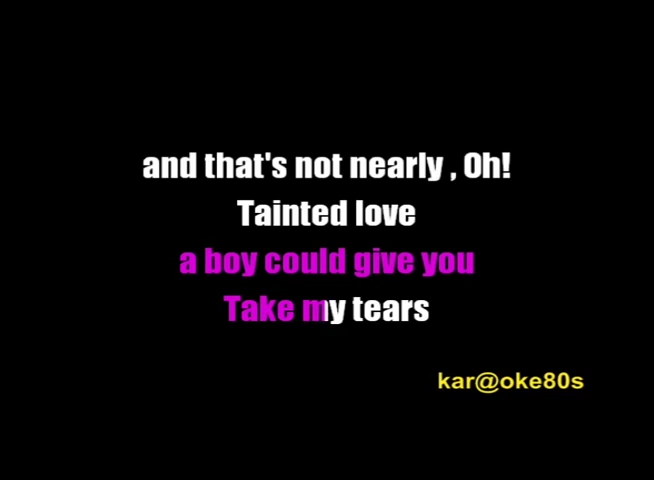 and that's not nearly , Oh!
Tainted love
a boy could give you
Take my tears
kar@oke80s